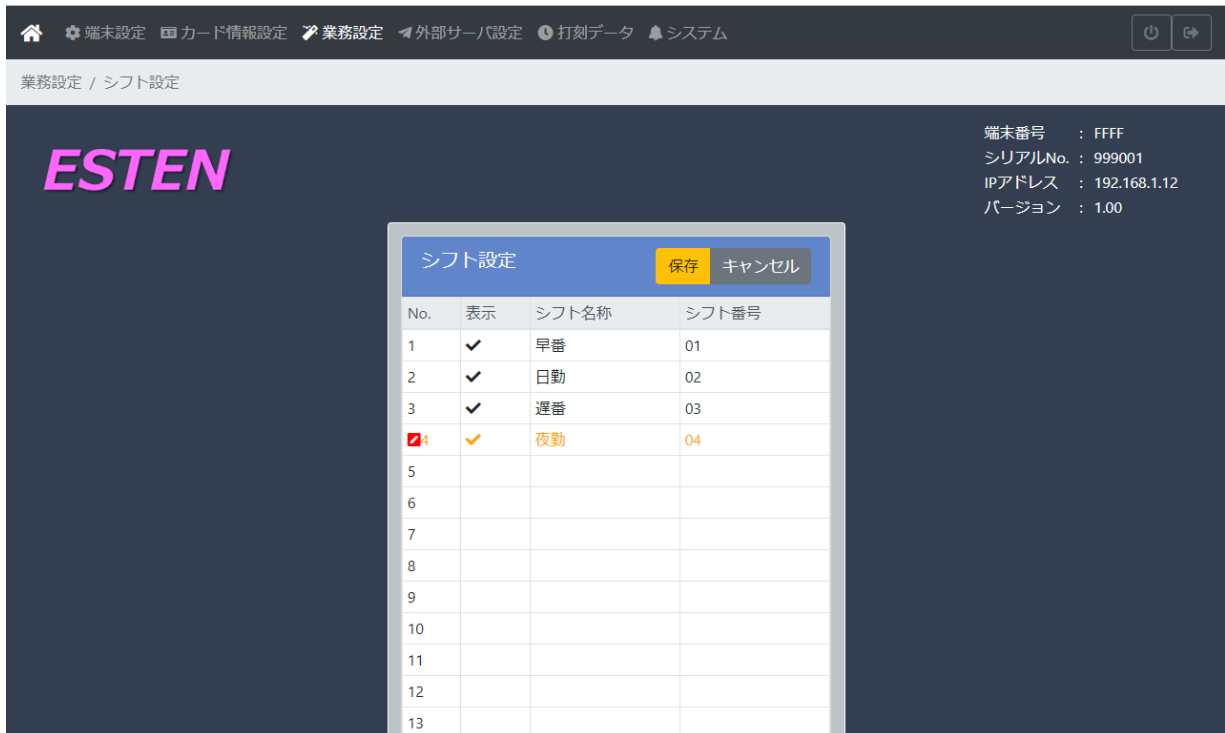 端末設定 カード情報設定 業務設定 外部サーバ設定 打刻データ システム
業務設定 / シフト設定
ESTEN
端末番号 : FFFF
シリアルNo. : 999001
IPアドレス : 192.168.1.12
バージョン : 1.00
シフト設定 保存 キャンセル
No. 表示 シフト名称 シフト番号
1 早番 01
2 日勤 02
3 遅番 03
4 夜勤 04
5
6
7
8
9
10
11
12
13